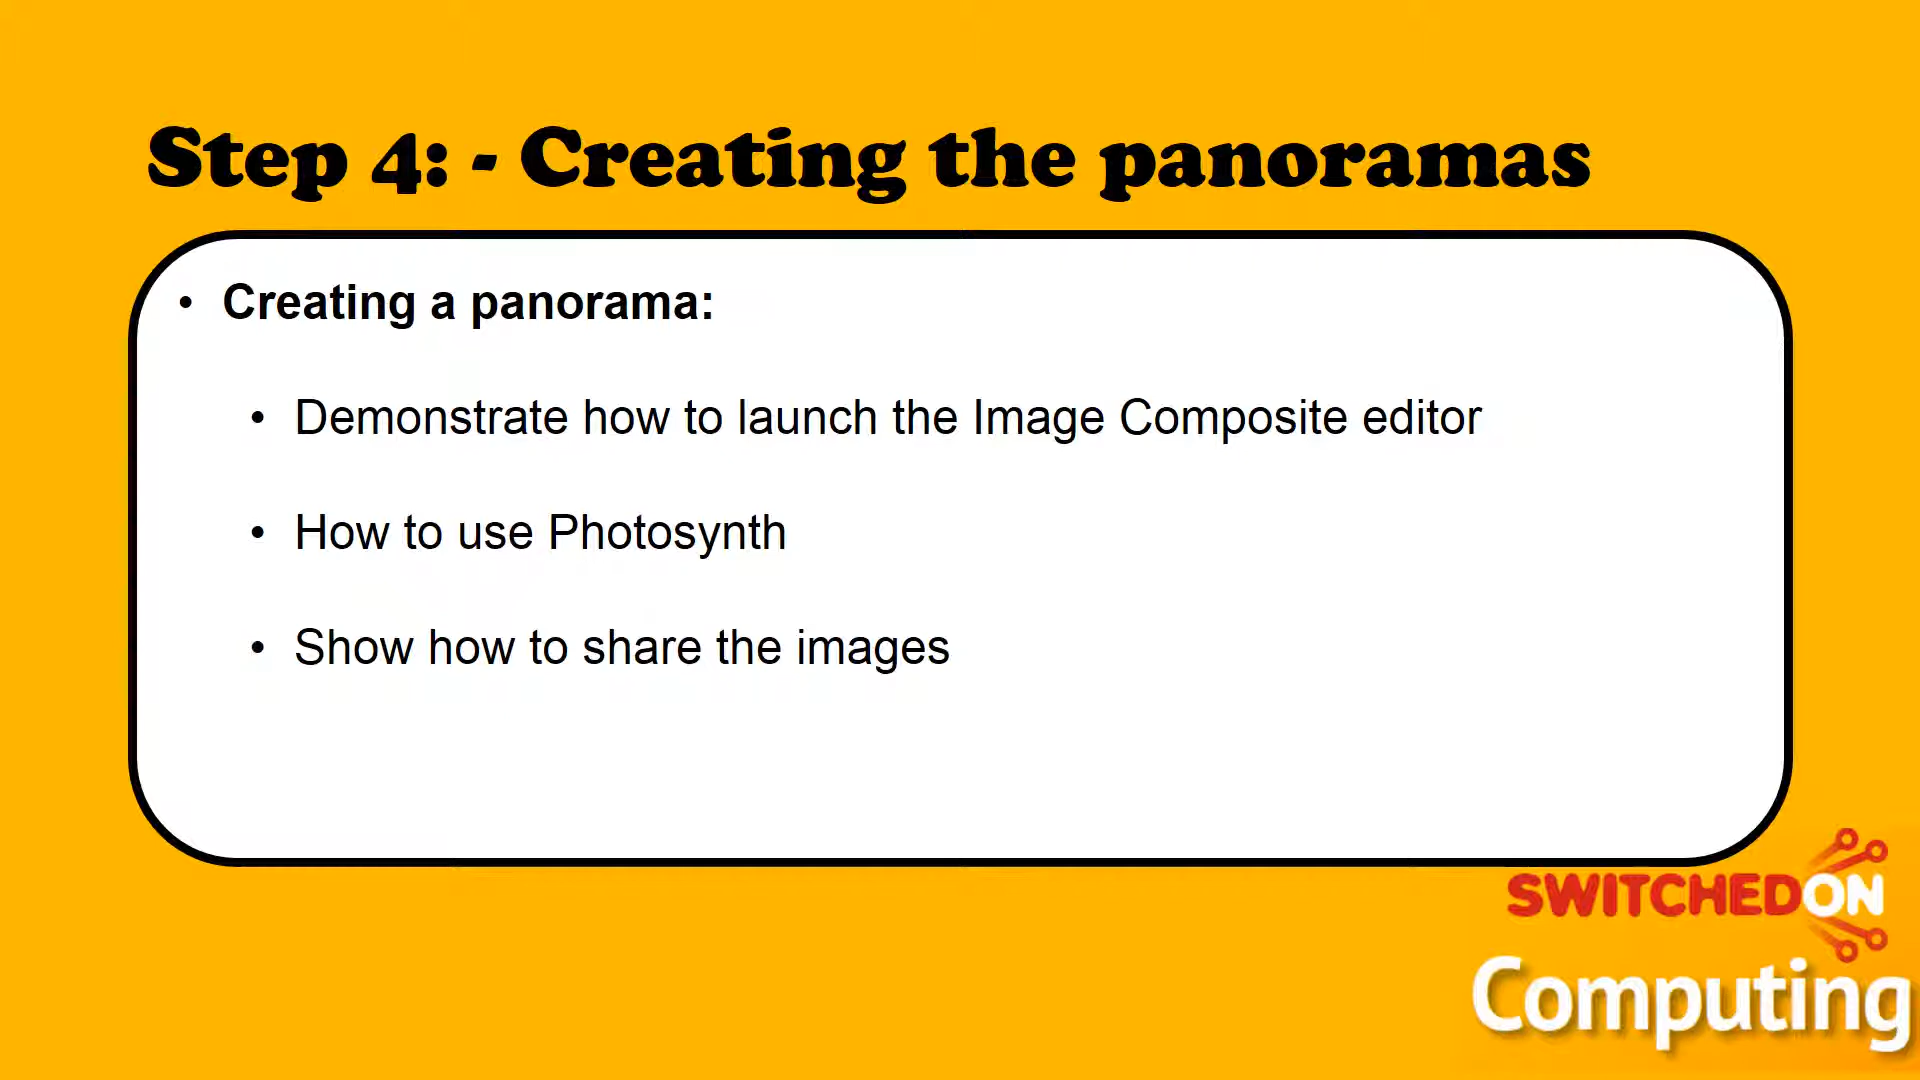 Step 4: - Creating the panoramas
• Creating a panorama:
• Demonstrate how to launch the Image Composite editor
• How to use Photosynth
• Show how to share the images
SWITCHEDON
Computing